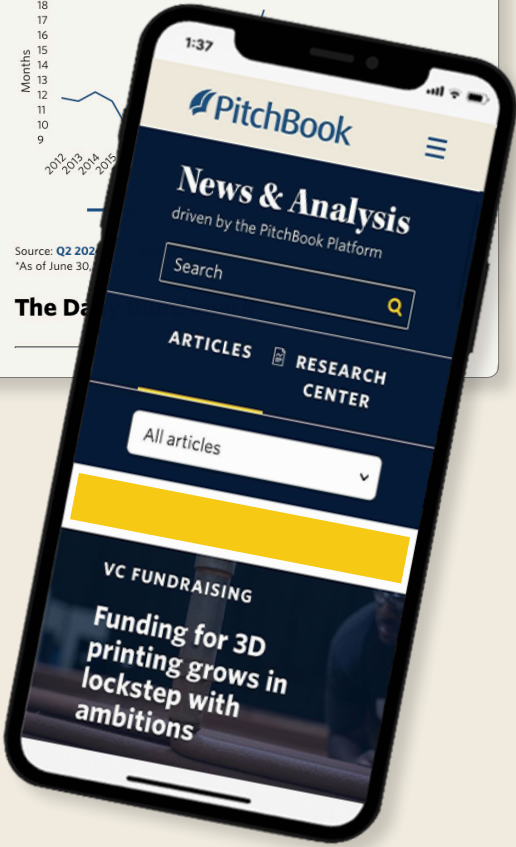 18
17
16
15
14
13
12
11
10
9
Months
2012
2013
2014
2015
Source: Q2 202
*As of June 30,
The Da
1:37
PitchBook
News & Analysis
driven by the PitchBook Platform
Search
ARTICLES
RESEARCH
CENTER
All articles
VC FUNDRAISING
Funding for 3D
printing grows in
lockstep with
ambitions